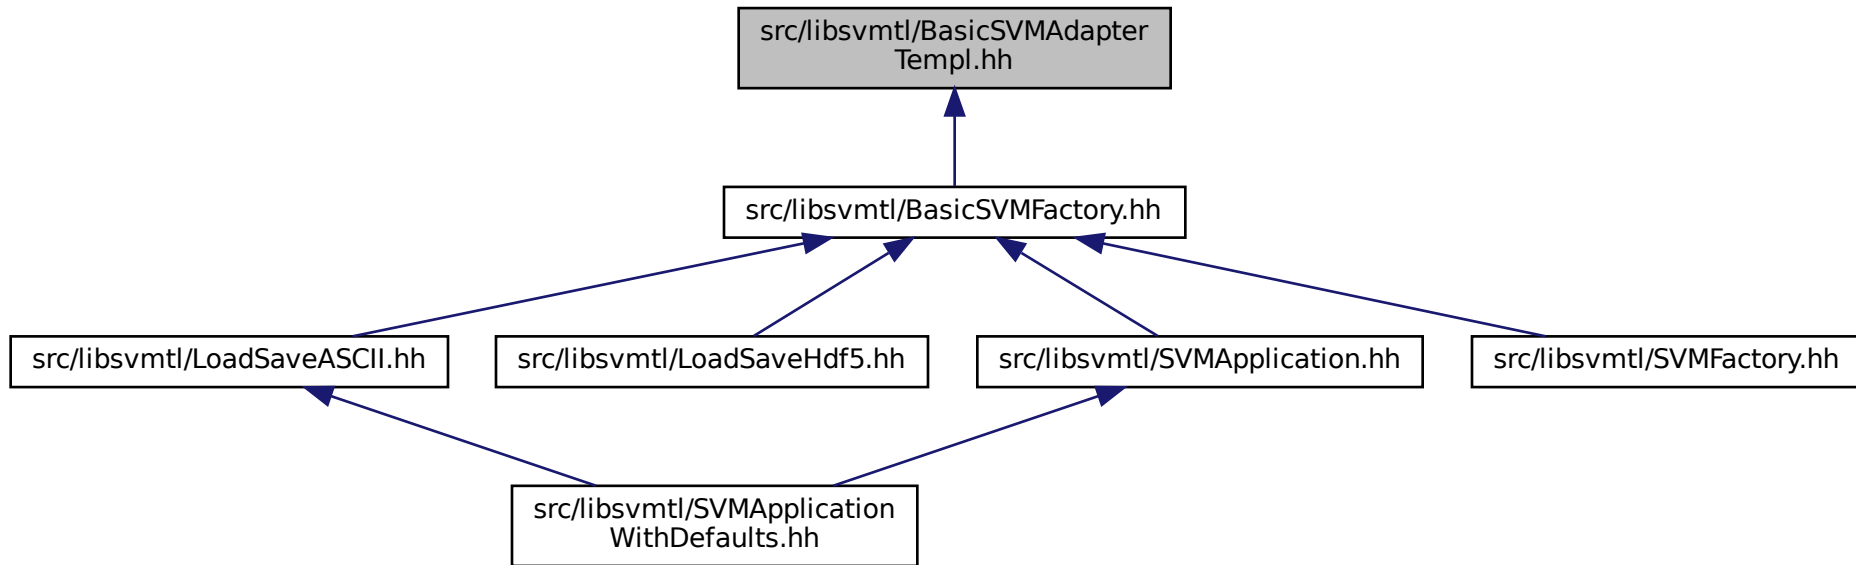 src/libsvmtl/BasicSVMAdapter
Templ.hh
src/libsvmtl/BasicSVMFactory.hh
src/libsvmtl/LoadSaveASCII.hh
src/libsvmtl/LoadSaveHdf5.hh
src/libsvmtl/SVMApplication.hh
src/libsvmtl/SVMFactory.hh
src/libsvmtl/SVMApplication
WithDefaults.hh